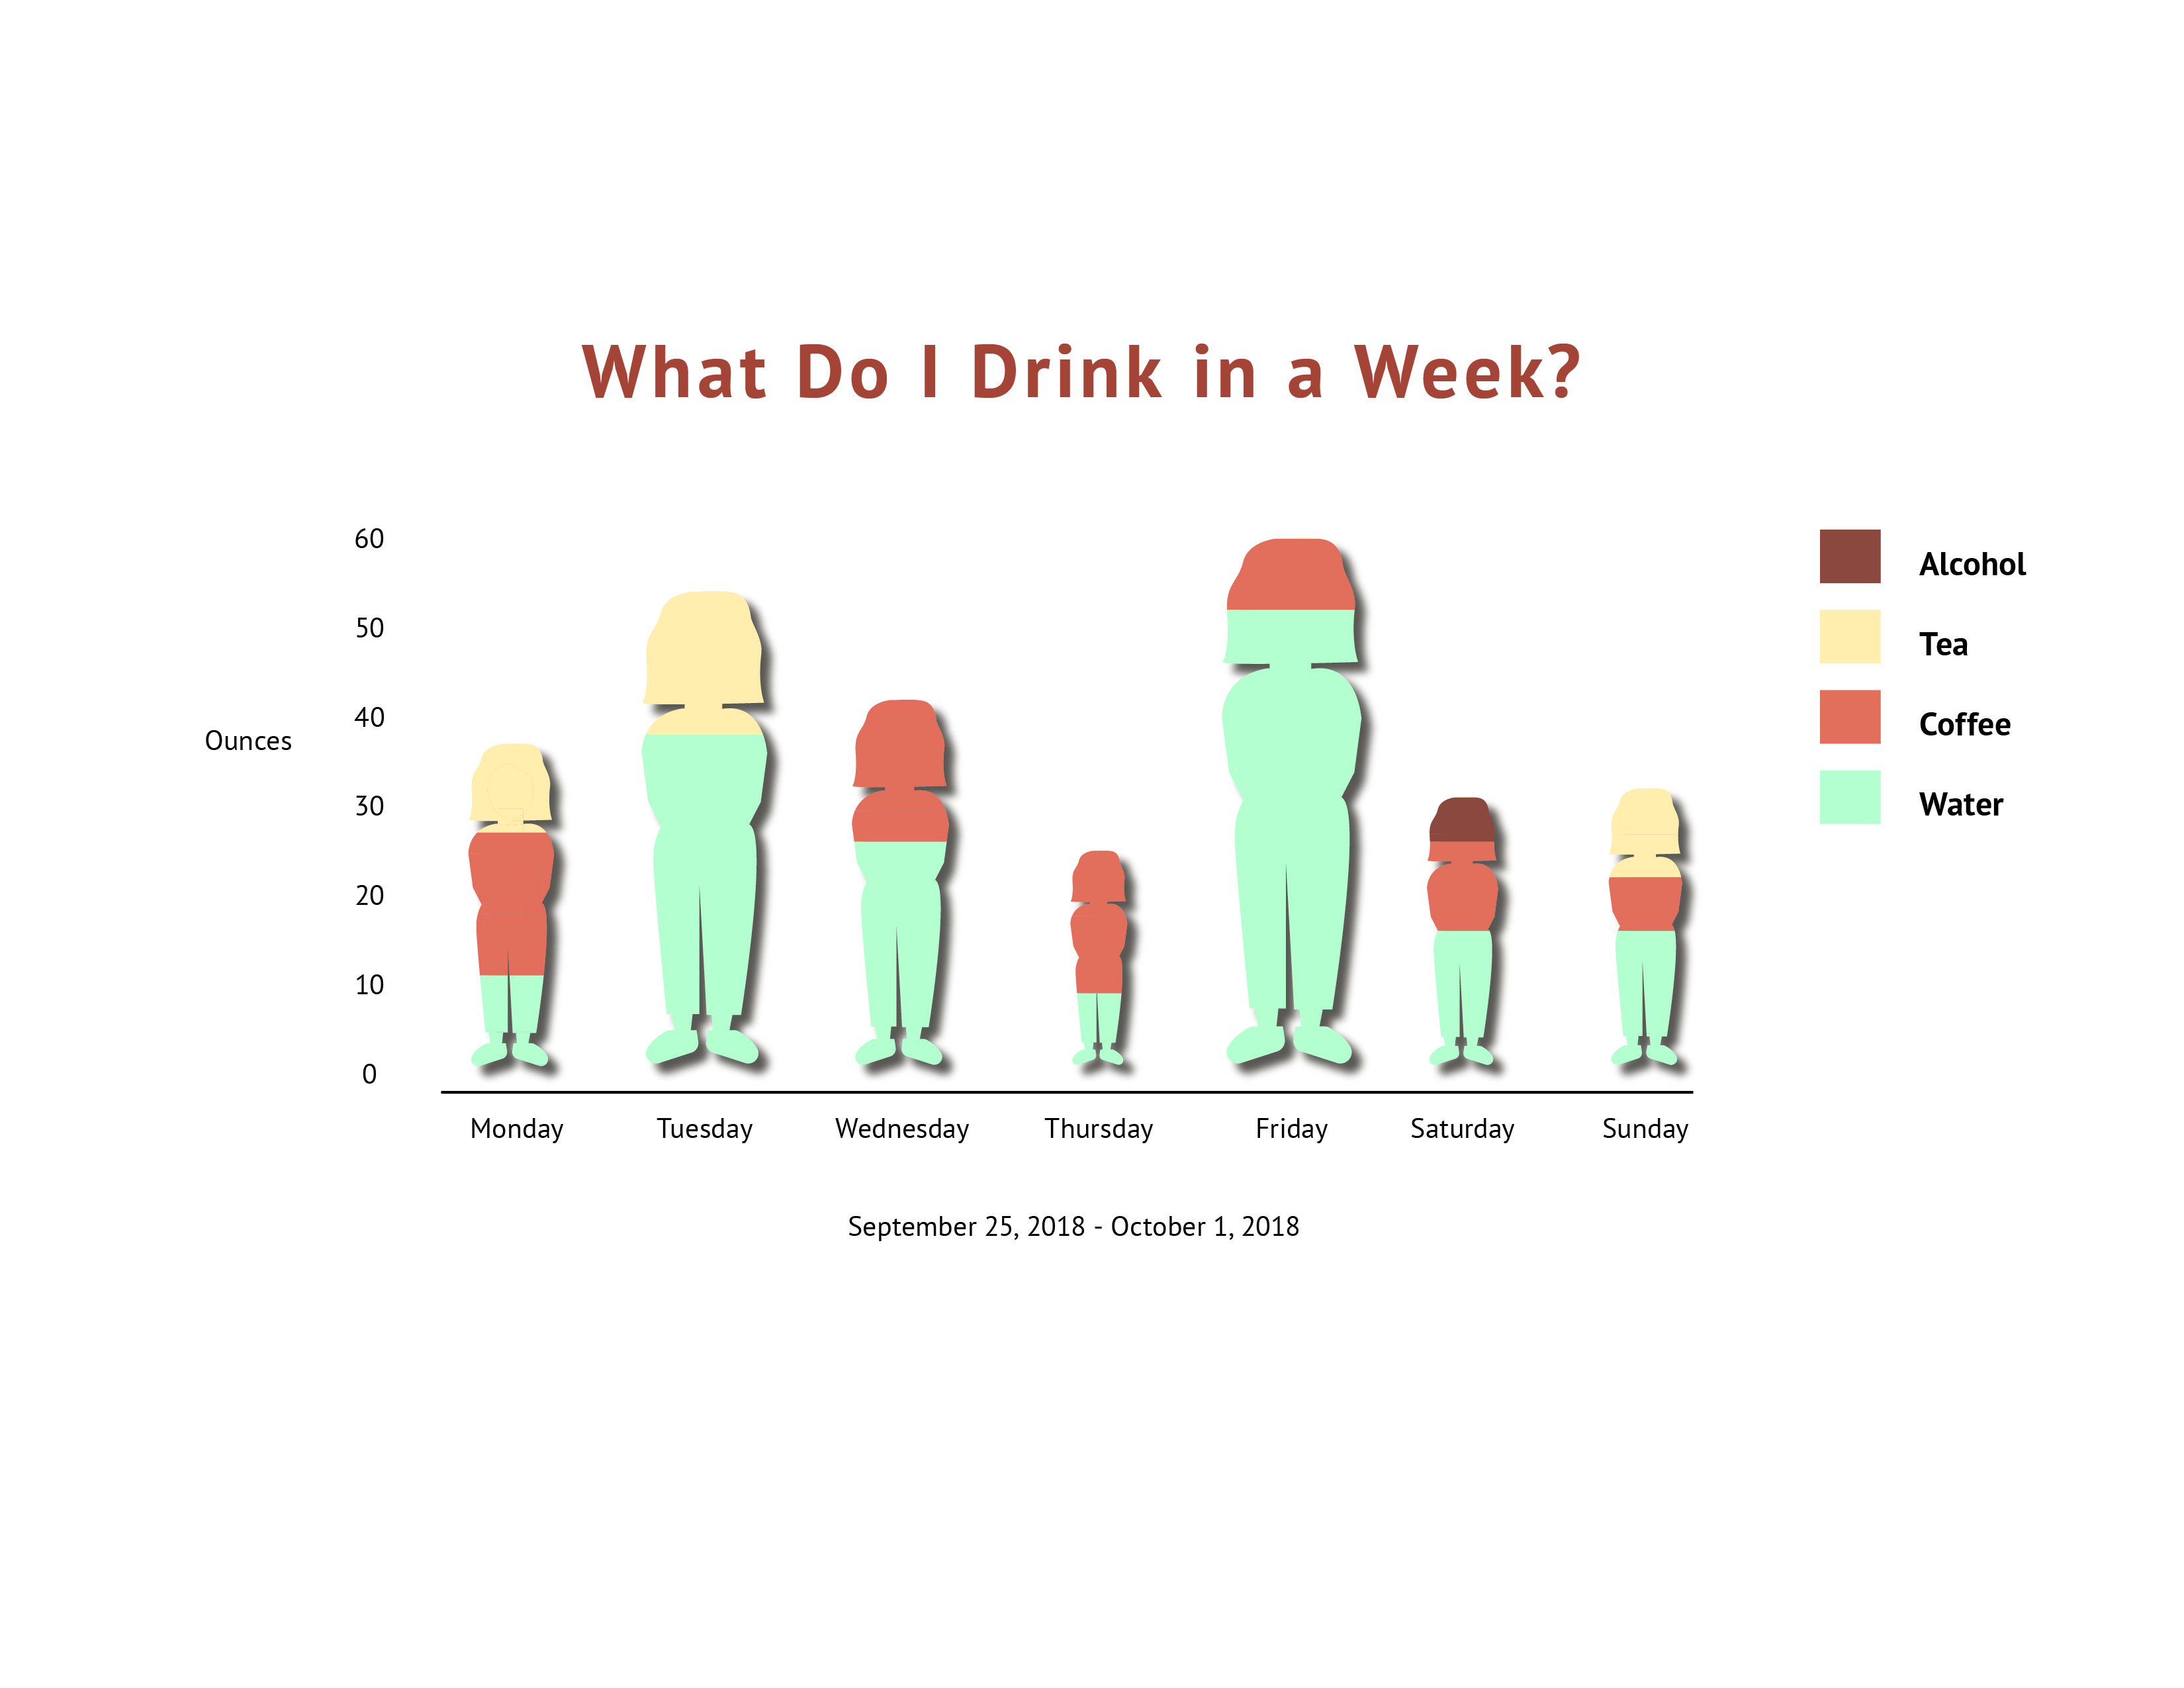 What Do I Drink in a Week?
Ounces
60
50
40
30
20
10
0
Monday Tuesday Wednesday Thursday Friday Saturday Sunday
September 25, 2018 - October 1, 2018
Alcohol
Tea
Coffee
Water